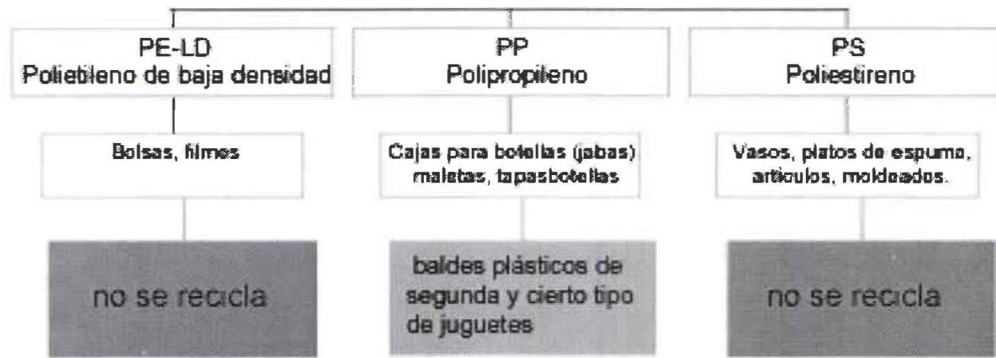 PE-LD
Polietileno de baja densidad
PP
Polipropileno
PS
Poliestireno
Bolsas, filmes
Cajas para botellas (jabas)
maletas, tapasbotellas
Vasos, platos de espuma,
articulos, moldeados.
no se recicla
baldes plásticos de
segunda y cierto tipo
de juguetes
no se recicla